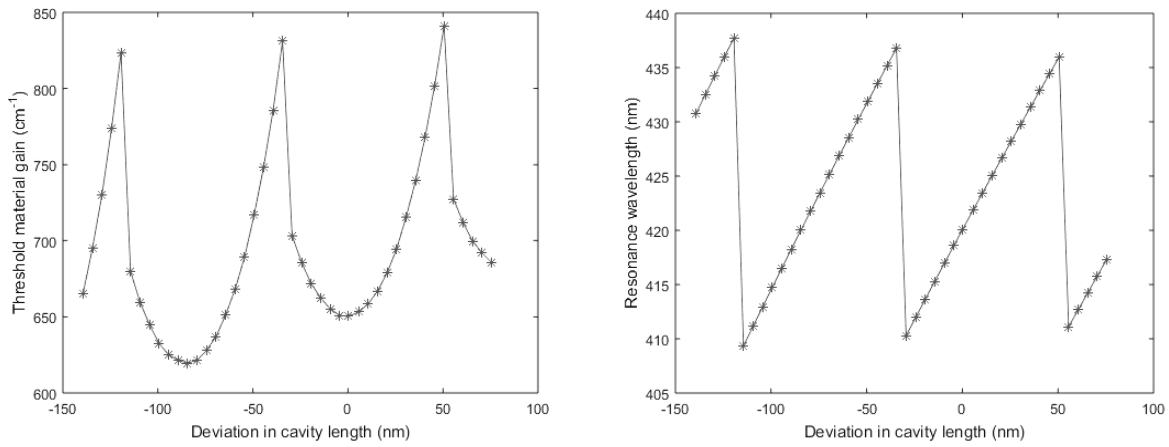 850
800
750
700
650
600
Threshold material gain (cm⁻¹)
-150 -100 -50 0 50 100
Deviation in cavity length (nm)
440
435
430
425
420
415
410
405
Resonance wavelength (nm)
-150 -100 -50 0 50 100
Deviation in cavity length (nm)